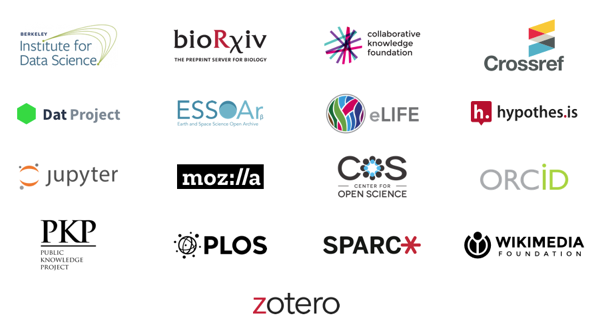 BERKELEY
Institute for
Data Science
bioRχiv
THE PREPRINT SERVER FOR BIOLOGY
collaborative
knowledge
foundation
Crossref
Dat Project
ESSOAr
Earth and Space Science Open Archive
eLIFE
h. hypothes.is
jupyter
moz://a
COS
CENTER FOR
OPEN SCIENCE
ORCiD
PKP
PUBLIC
KNOWLEDGE
PROJECT
PLOS
SPARC
WIKIMEDIA
FOUNDATION
zotero